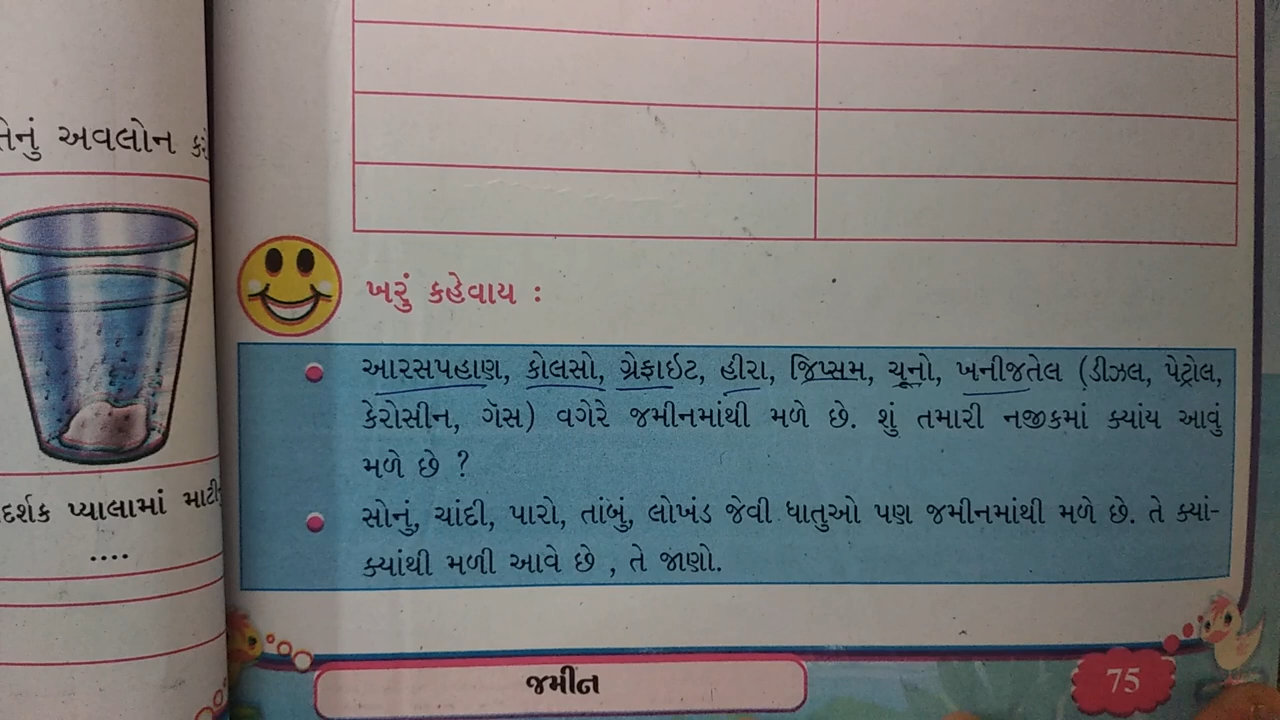 તેનું અવલોન કરો
દર્શક પ્યાલામાં માટી
....
ખરું કહેવાય :
આરસપહાણ, કોલસો, ગ્રેફાઇટ, હીરા, જિપ્સમ, ચૂનો, ખનીજતેલ (ડીઝલ, પેટ્રોલ,
કેરોસીન, ગૅસ) વગેરે જમીનમાંથી મળે છે. શું તમારી નજીકમાં ક્યાંય આવું
મળે છે ?
સોનું, ચાંદી, પારો, તાંબું, લોખંડ જેવી ધાતુઓ પણ જમીનમાંથી મળે છે. તે ક્યાં-
ક્યાંથી મળી આવે છે , તે જાણો.
જમીન
75